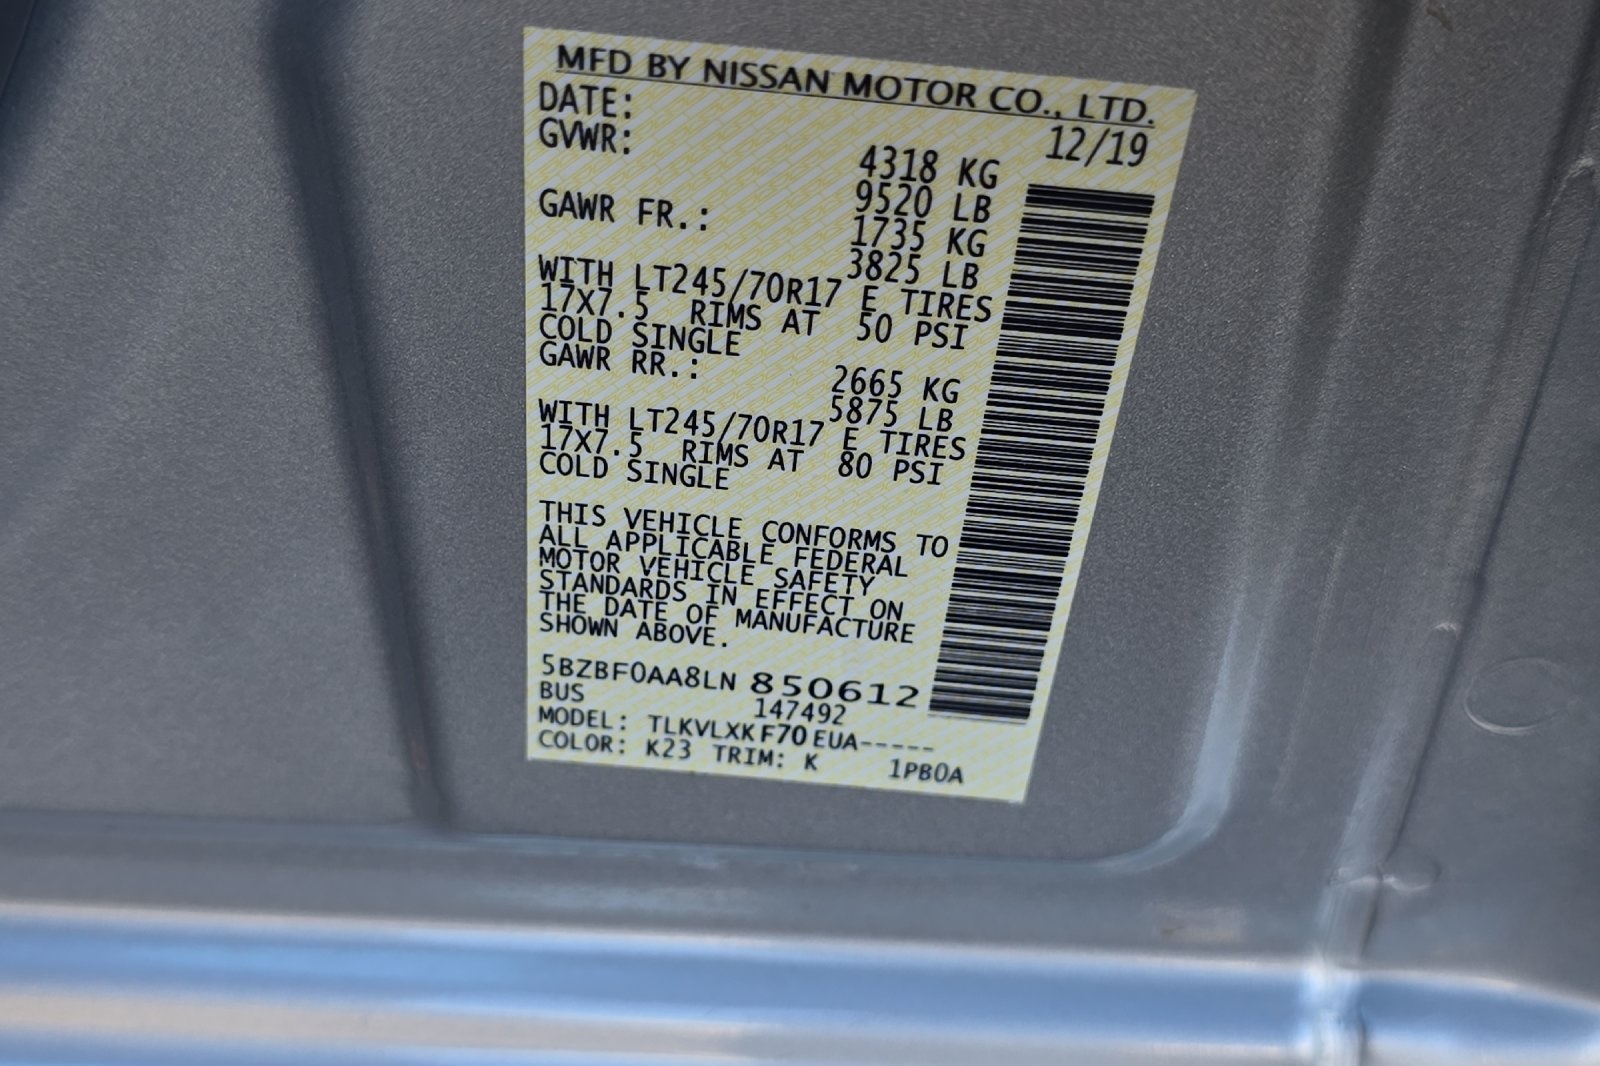 MFD BY NISSAN MOTOR CO., LTD.
DATE: 12/19
GVWR: 4318 KG
9520 LB
GAWR FR.: 1735 KG
3825 LB
WITH LT245/70R17 E TIRES
17X7.5 RIMS AT 50 PSI
COLD SINGLE
GAWR RR.: 2665 KG
5875 LB
WITH LT245/70R17 E TIRES
17X7.5 RIMS AT 80 PSI
COLD SINGLE
THIS VEHICLE CONFORMS TO
ALL APPLICABLE FEDERAL
MOTOR VEHICLE SAFETY
STANDARDS IN EFFECT ON
THE DATE OF MANUFACTURE
SHOWN ABOVE.
5BZBF0AA8LN 850612
BUS 147492
MODEL: TLKVLXK F70 EUA-----
COLOR: K23 TRIM: K 1PB0A